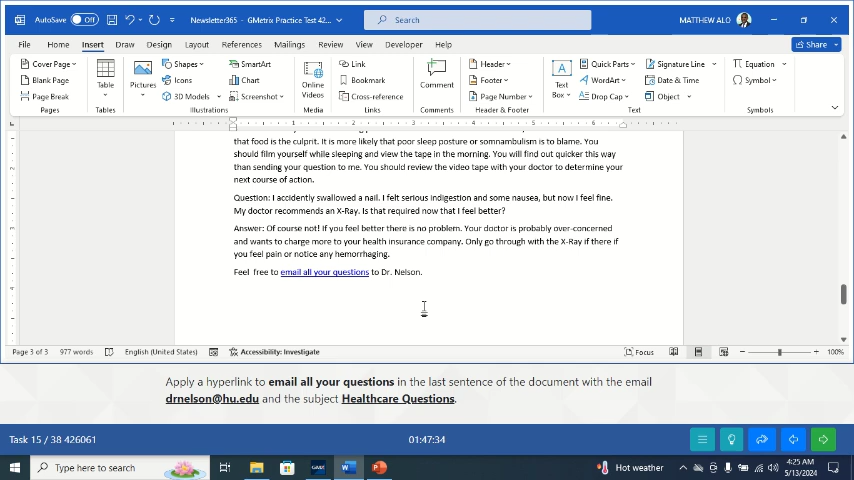 AutoSave Off Newsletter365 - GMetrix Practice Test 42... Search MATTHEW ALO
File Home Insert Draw Design Layout References Mailings Review View Developer Help Share
Cover Page
Blank Page
Page Break
Pages
Table
Tables
Pictures
Shapes
Icons
3D Models
SmartArt
Chart
Screenshot
Illustrations
Online Videos
Media
Link
Bookmark
Cross-reference
Links
Comment
Comments
Header
Footer
Page Number
Header & Footer
Text Box
Quick Parts
WordArt
Drop Cap
Signature Line
Date & Time
Object
Text
Equation
Symbol
Symbols
that food is the culprit. It is more likely that poor sleep posture or somnambulism is to blame. You
should film yourself while sleeping and view the tape in the morning. You will find out quicker this way
than sending your question to me. You should review the video tape with your doctor to determine your
next course of action.
Question: I accidently swallowed a nail. I felt serious indigestion and some nausea, but now I feel fine.
My doctor recommends an X-Ray. Is that required now that I feel better?
Answer: Of course not! If you feel better there is no problem. Your doctor is probably over-concerned
and wants to charge more to your health insurance company. Only go through with the X-Ray if there if
you feel pain or notice any hemorrhaging.
Feel free to email all your questions to Dr. Nelson.
Page 3 of 3 977 words English (United States) Accessibility: Investigate Focus 100%
Apply a hyperlink to email all your questions in the last sentence of the document with the email
drnelson@hu.edu and the subject Healthcare Questions.
Task 15 / 38 426061 01:47:34
Type here to search Hot weather 4:25 AM
5/13/2024